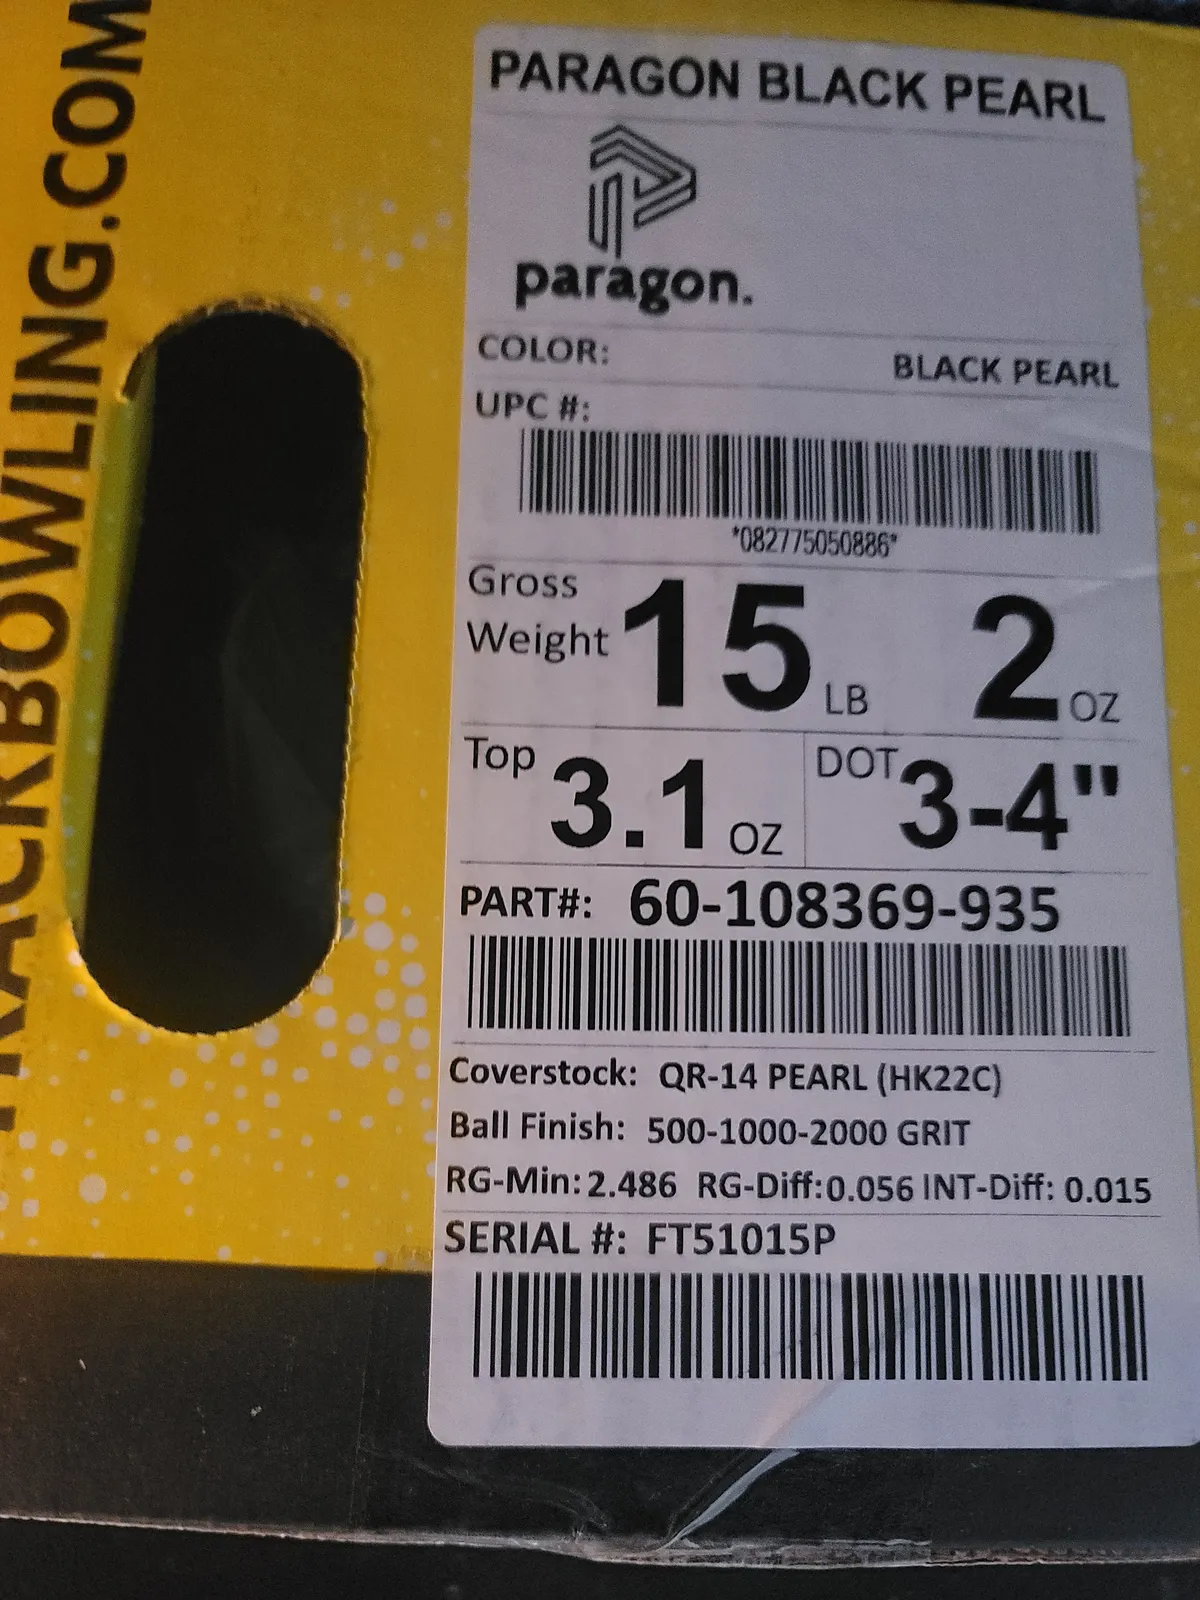 TRACKBOWLING.COM
PARAGON BLACK PEARL
paragon.
COLOR: BLACK PEARL
UPC #:
*082775050886*
Gross Weight 15 LB 2 OZ
Top 3.1 OZ DOT 3-4"
PART#: 60-108369-935
Coverstock: QR-14 PEARL (HK22C)
Ball Finish: 500-1000-2000 GRIT
RG-Min: 2.486 RG-Diff: 0.056 INT-Diff: 0.015
SERIAL #: FT51015P